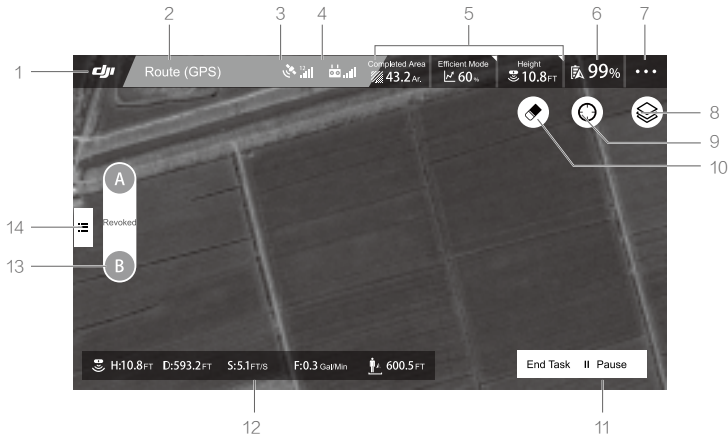 3 4 5 6 7
2
1
dji Route (GPS) 12 Completed Area 43.2Ar. Efficient Mode 60% Height 10.8FT 99%
8
9
10
A
Revoked
B
14
13
H:10.8FT D:593.2FT S:5.1FT/S F:0.3 Gal/Min 600.5FT
End Task Pause
12 11